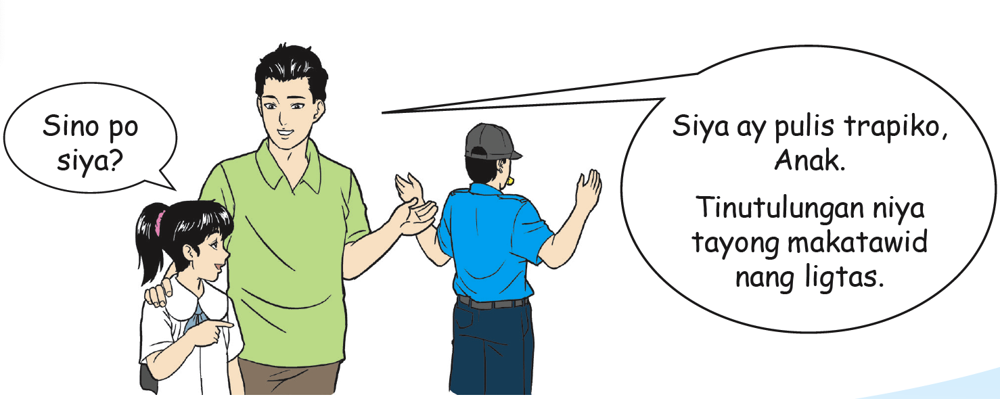 Sino po
siya?
Siya ay pulis trapiko,
Anak.
Tinutulungan niya
tayong makatawid
nang ligtas.